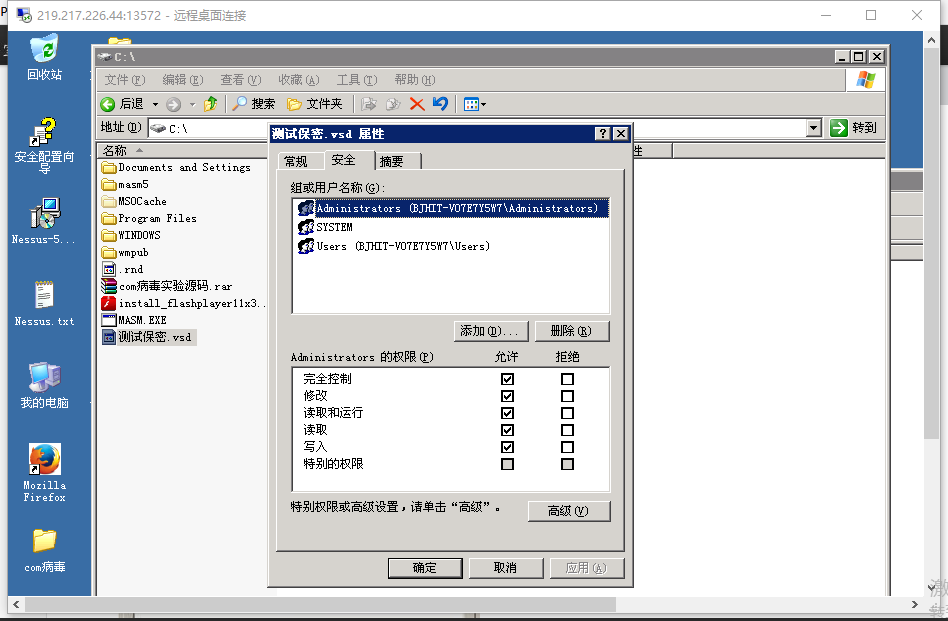 219.217.226.44:13572 - 远程桌面连接
回收站
安全配置向
导
Nessus-5...
Nessus.txt
我的电脑
Mozilla
Firefox
com病毒
C:\
文件(F) 编辑(E) 查看(V) 收藏(A) 工具(T) 帮助(H)
后退 搜索 文件夹
地址(D) C:\ 转到
名称 性
Documents and Settings
masm5
MSOCache
Program Files
WINDOWS
wmpub
.rnd
com病毒实验源码.rar
install_flashplayer11x3..
MASM.EXE
测试保密.vsd
测试保密.vsd 属性
常规 安全 摘要
组或用户名称(G):
Administrators (BJHIT-VO7E7Y5W7\Administrators)
SYSTEM
Users (BJHIT-VO7E7Y5W7\Users)
添加(D)... 删除(R)
Administrators 的权限(P) 允许 拒绝
完全控制
修改
读取和运行
读取
写入
特别的权限
特别权限或高级设置，请单击“高级”。
高级(V)
确定 取消 应用(A)
激